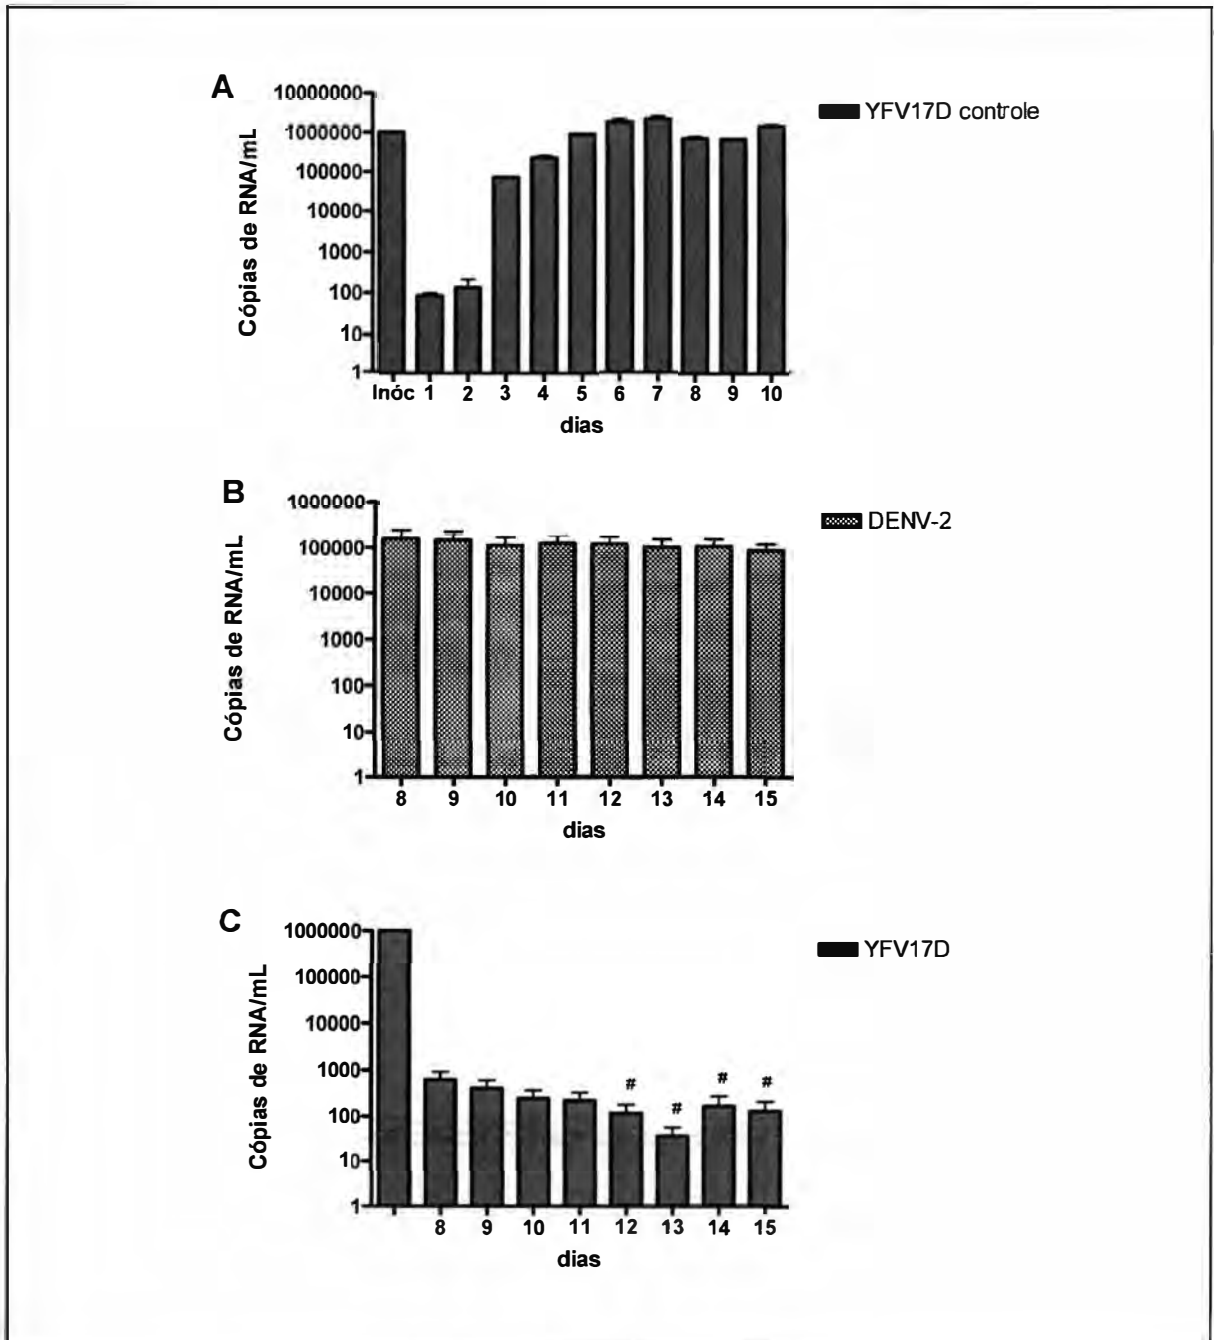 A
10000000
1000000
100000
10000
1000
100
10
1
Cópias de RNA/mL
Inóc 1 2 3 4 5 6 7 8 9 10
dias
YFV17D controle
B
1000000
100000
10000
1000
100
10
1
Cópias de RNA/mL
8 9 10 11 12 13 14 15
dias
DENV-2
C
1000000
100000
10000
1000
100
10
1
Cópias de RNA/mL
# # # #
8 9 10 11 12 13 14 15
dias
YFV17D